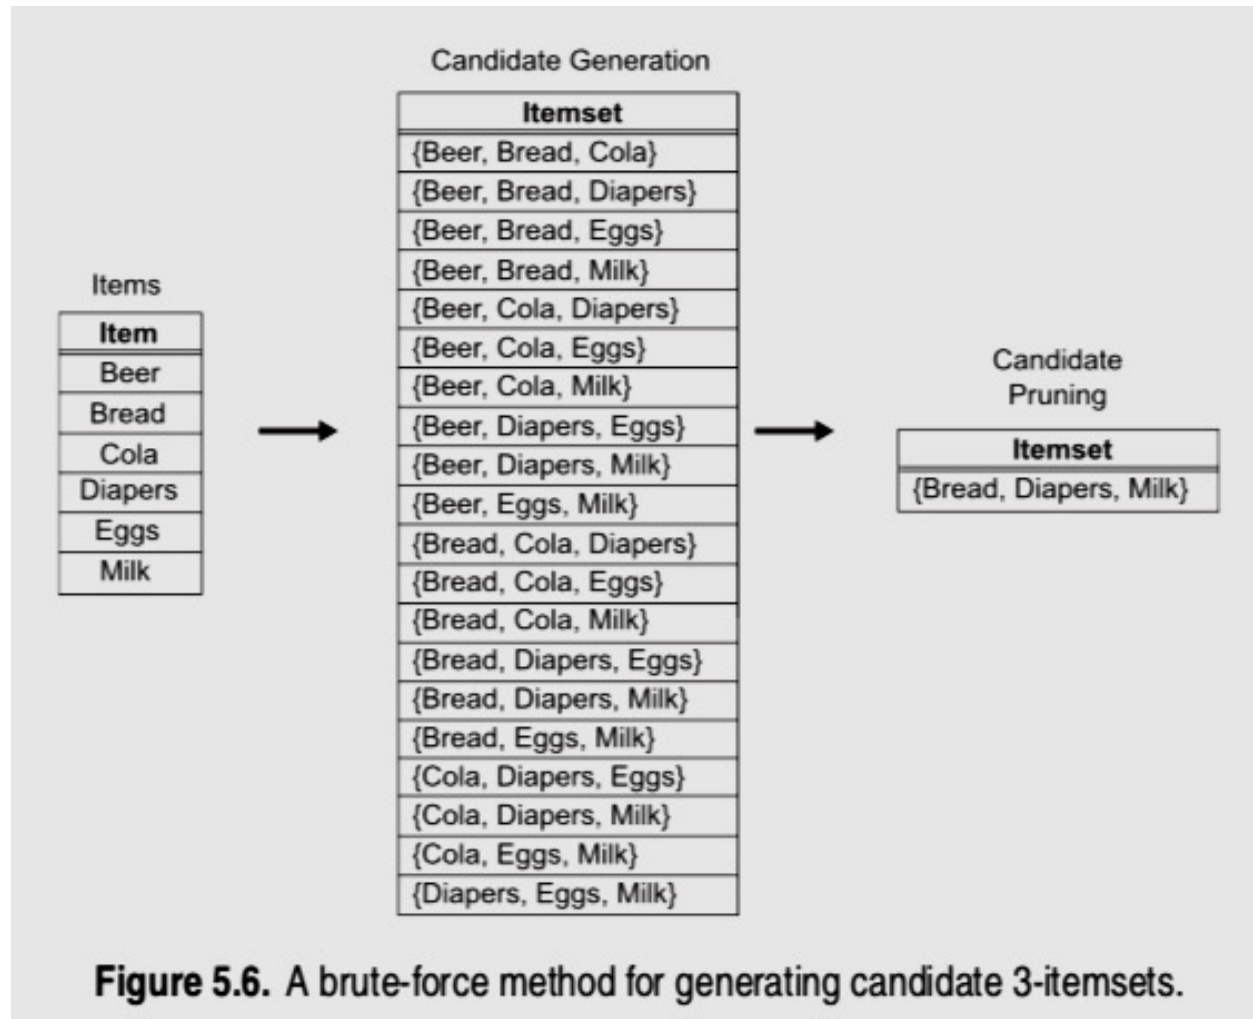 Candidate Generation
Itemset
{Beer, Bread, Cola}
{Beer, Bread, Diapers}
{Beer, Bread, Eggs}
{Beer, Bread, Milk}
{Beer, Cola, Diapers}
{Beer, Cola, Eggs}
{Beer, Cola, Milk}
{Beer, Diapers, Eggs}
{Beer, Diapers, Milk}
{Beer, Eggs, Milk}
{Bread, Cola, Diapers}
{Bread, Cola, Eggs}
{Bread, Cola, Milk}
{Bread, Diapers, Eggs}
{Bread, Diapers, Milk}
{Bread, Eggs, Milk}
{Cola, Diapers, Eggs}
{Cola, Diapers, Milk}
{Cola, Eggs, Milk}
{Diapers, Eggs, Milk}
Items
Item
Beer
Bread
Cola
Diapers
Eggs
Milk
Candidate
Pruning
Itemset
{Bread, Diapers, Milk}
Figure 5.6. A brute-force method for generating candidate 3-itemsets.